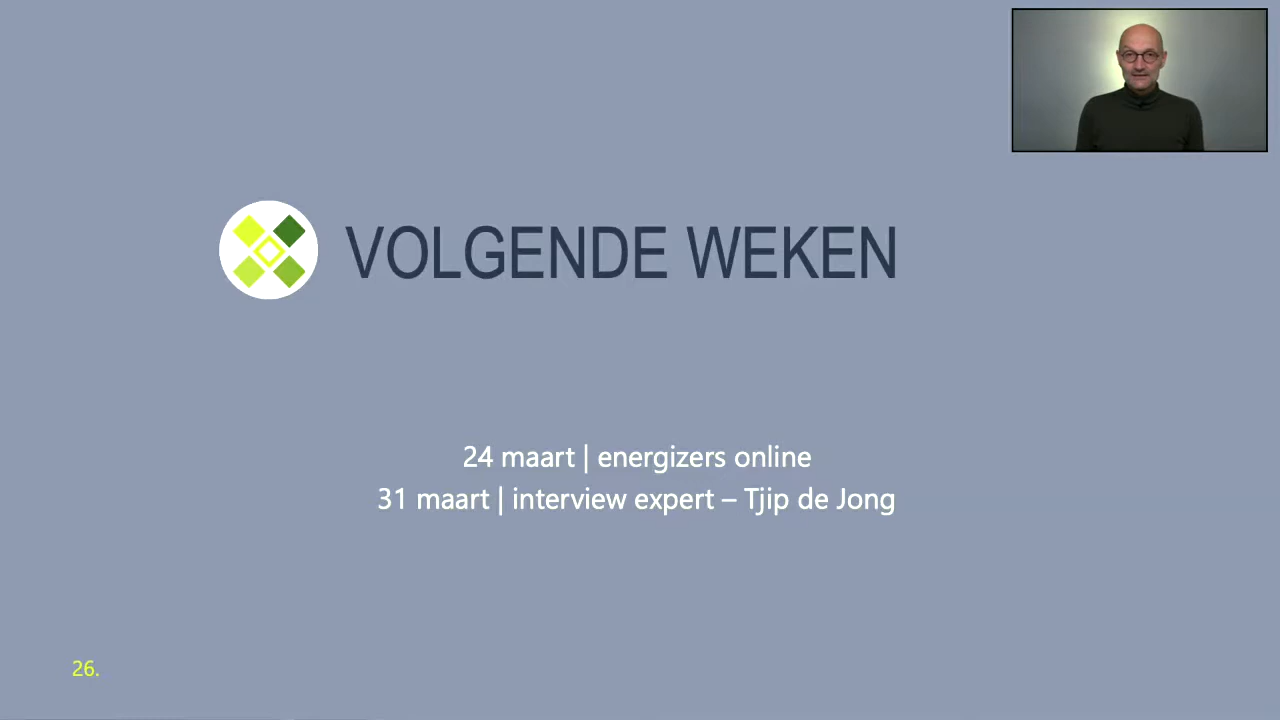 VOLGENDE WEKEN
24 maart | energizers online
31 maart | interview expert – Tjip de Jong
26.